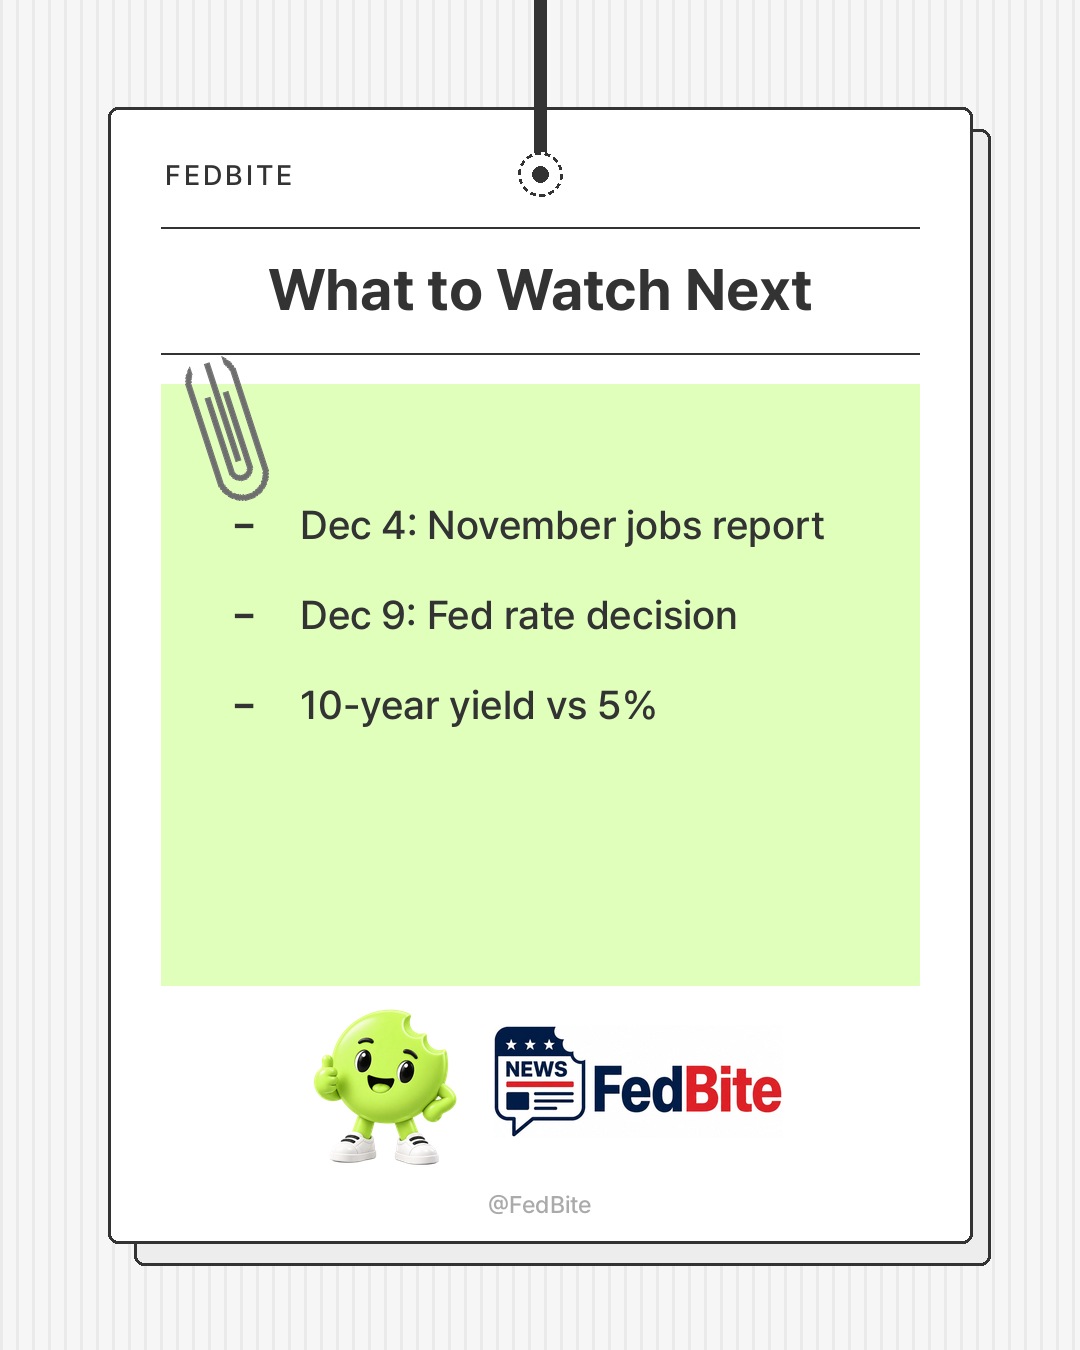 FEDBITE
What to Watch Next
– Dec 4: November jobs report
– Dec 9: Fed rate decision
– 10-year yield vs 5%
NEWS
FedBite
@FedBite